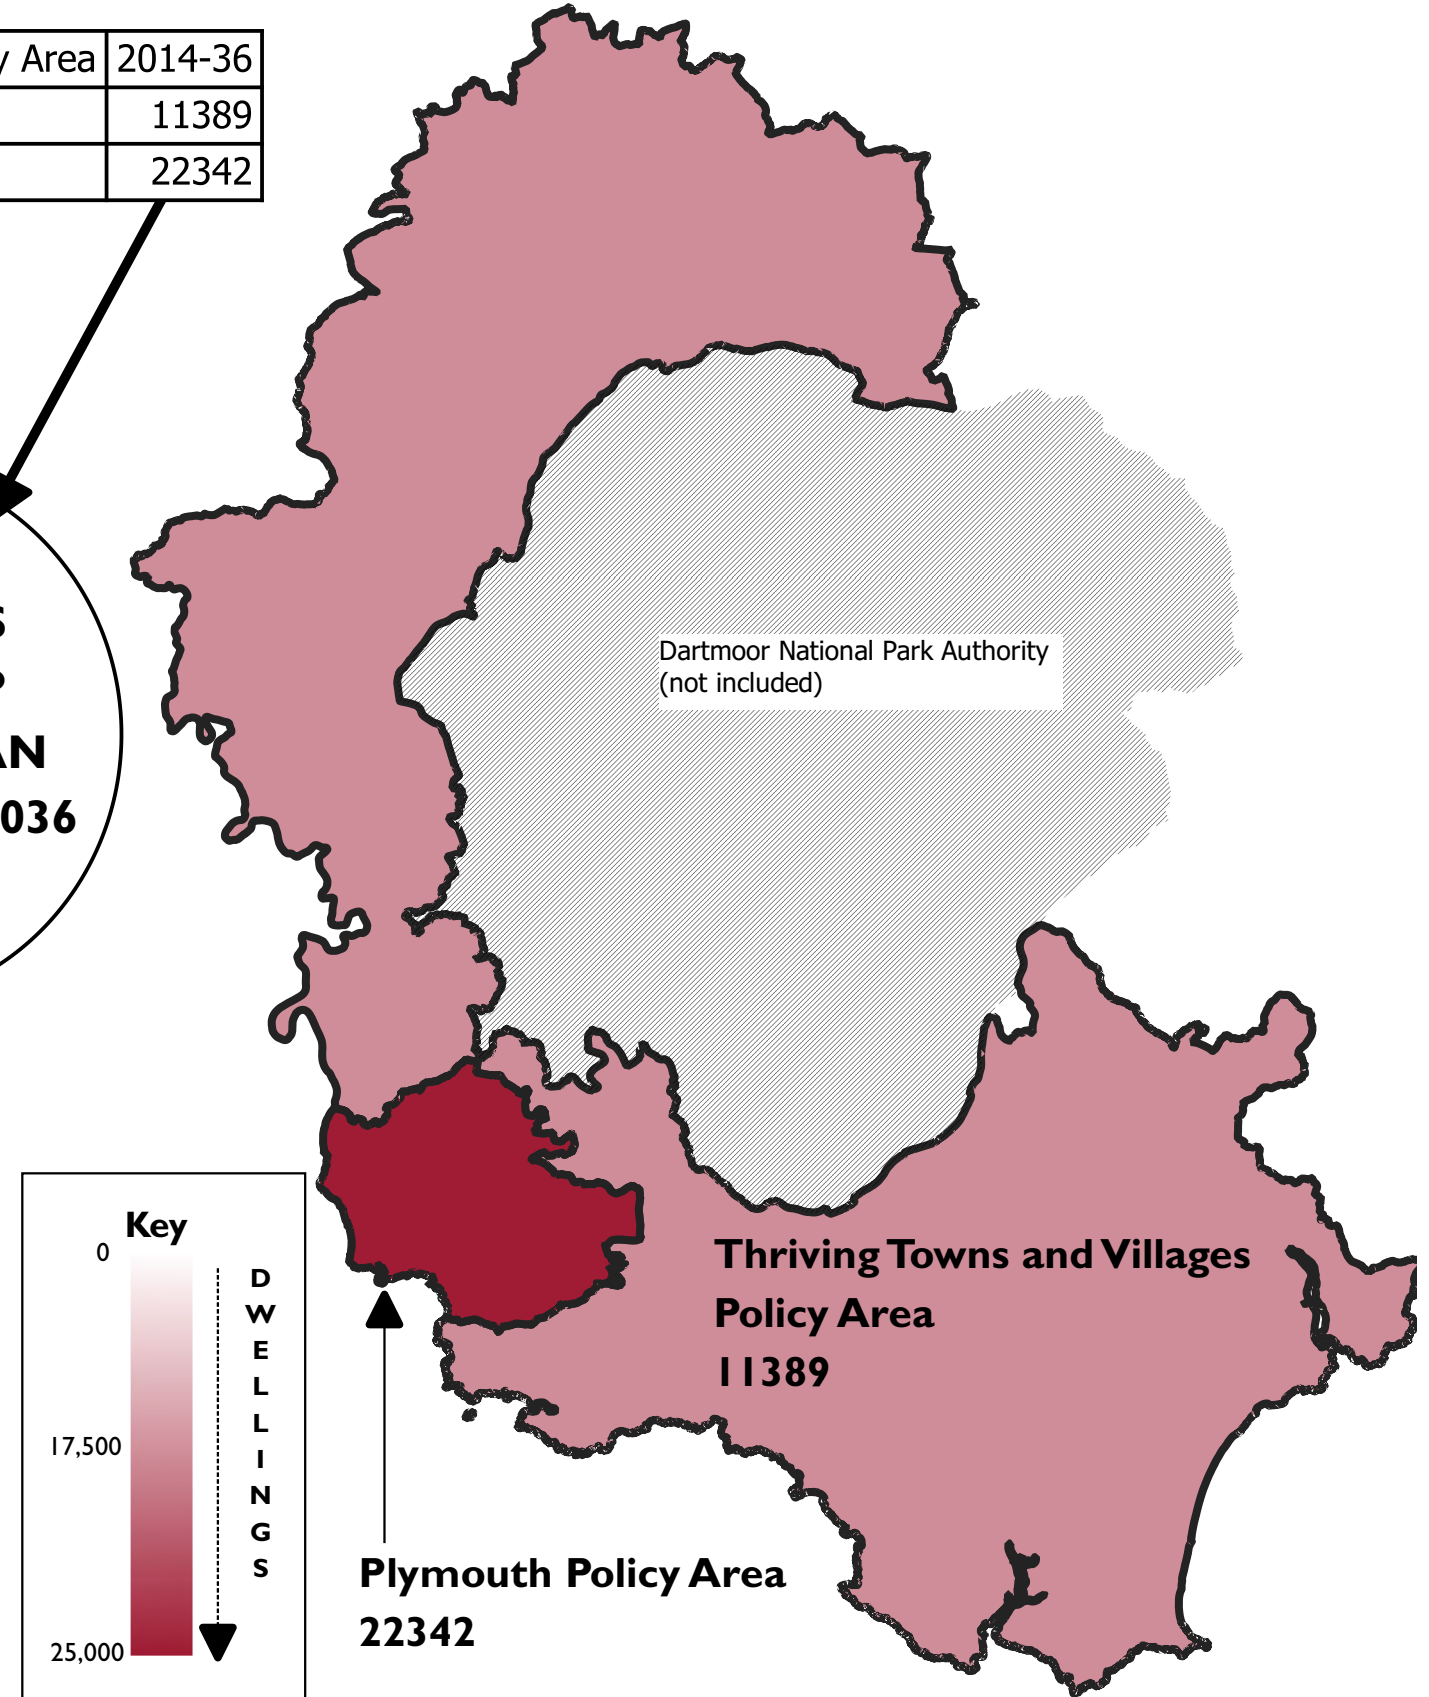 Area 2014-36
11389
22342
036
Dartmoor National Park Authority
(not included)
Key
0
17,500
25,000
D
W
E
L
L
I
N
G
S
Thriving Towns and Villages
Policy Area
11389
Plymouth Policy Area
22342